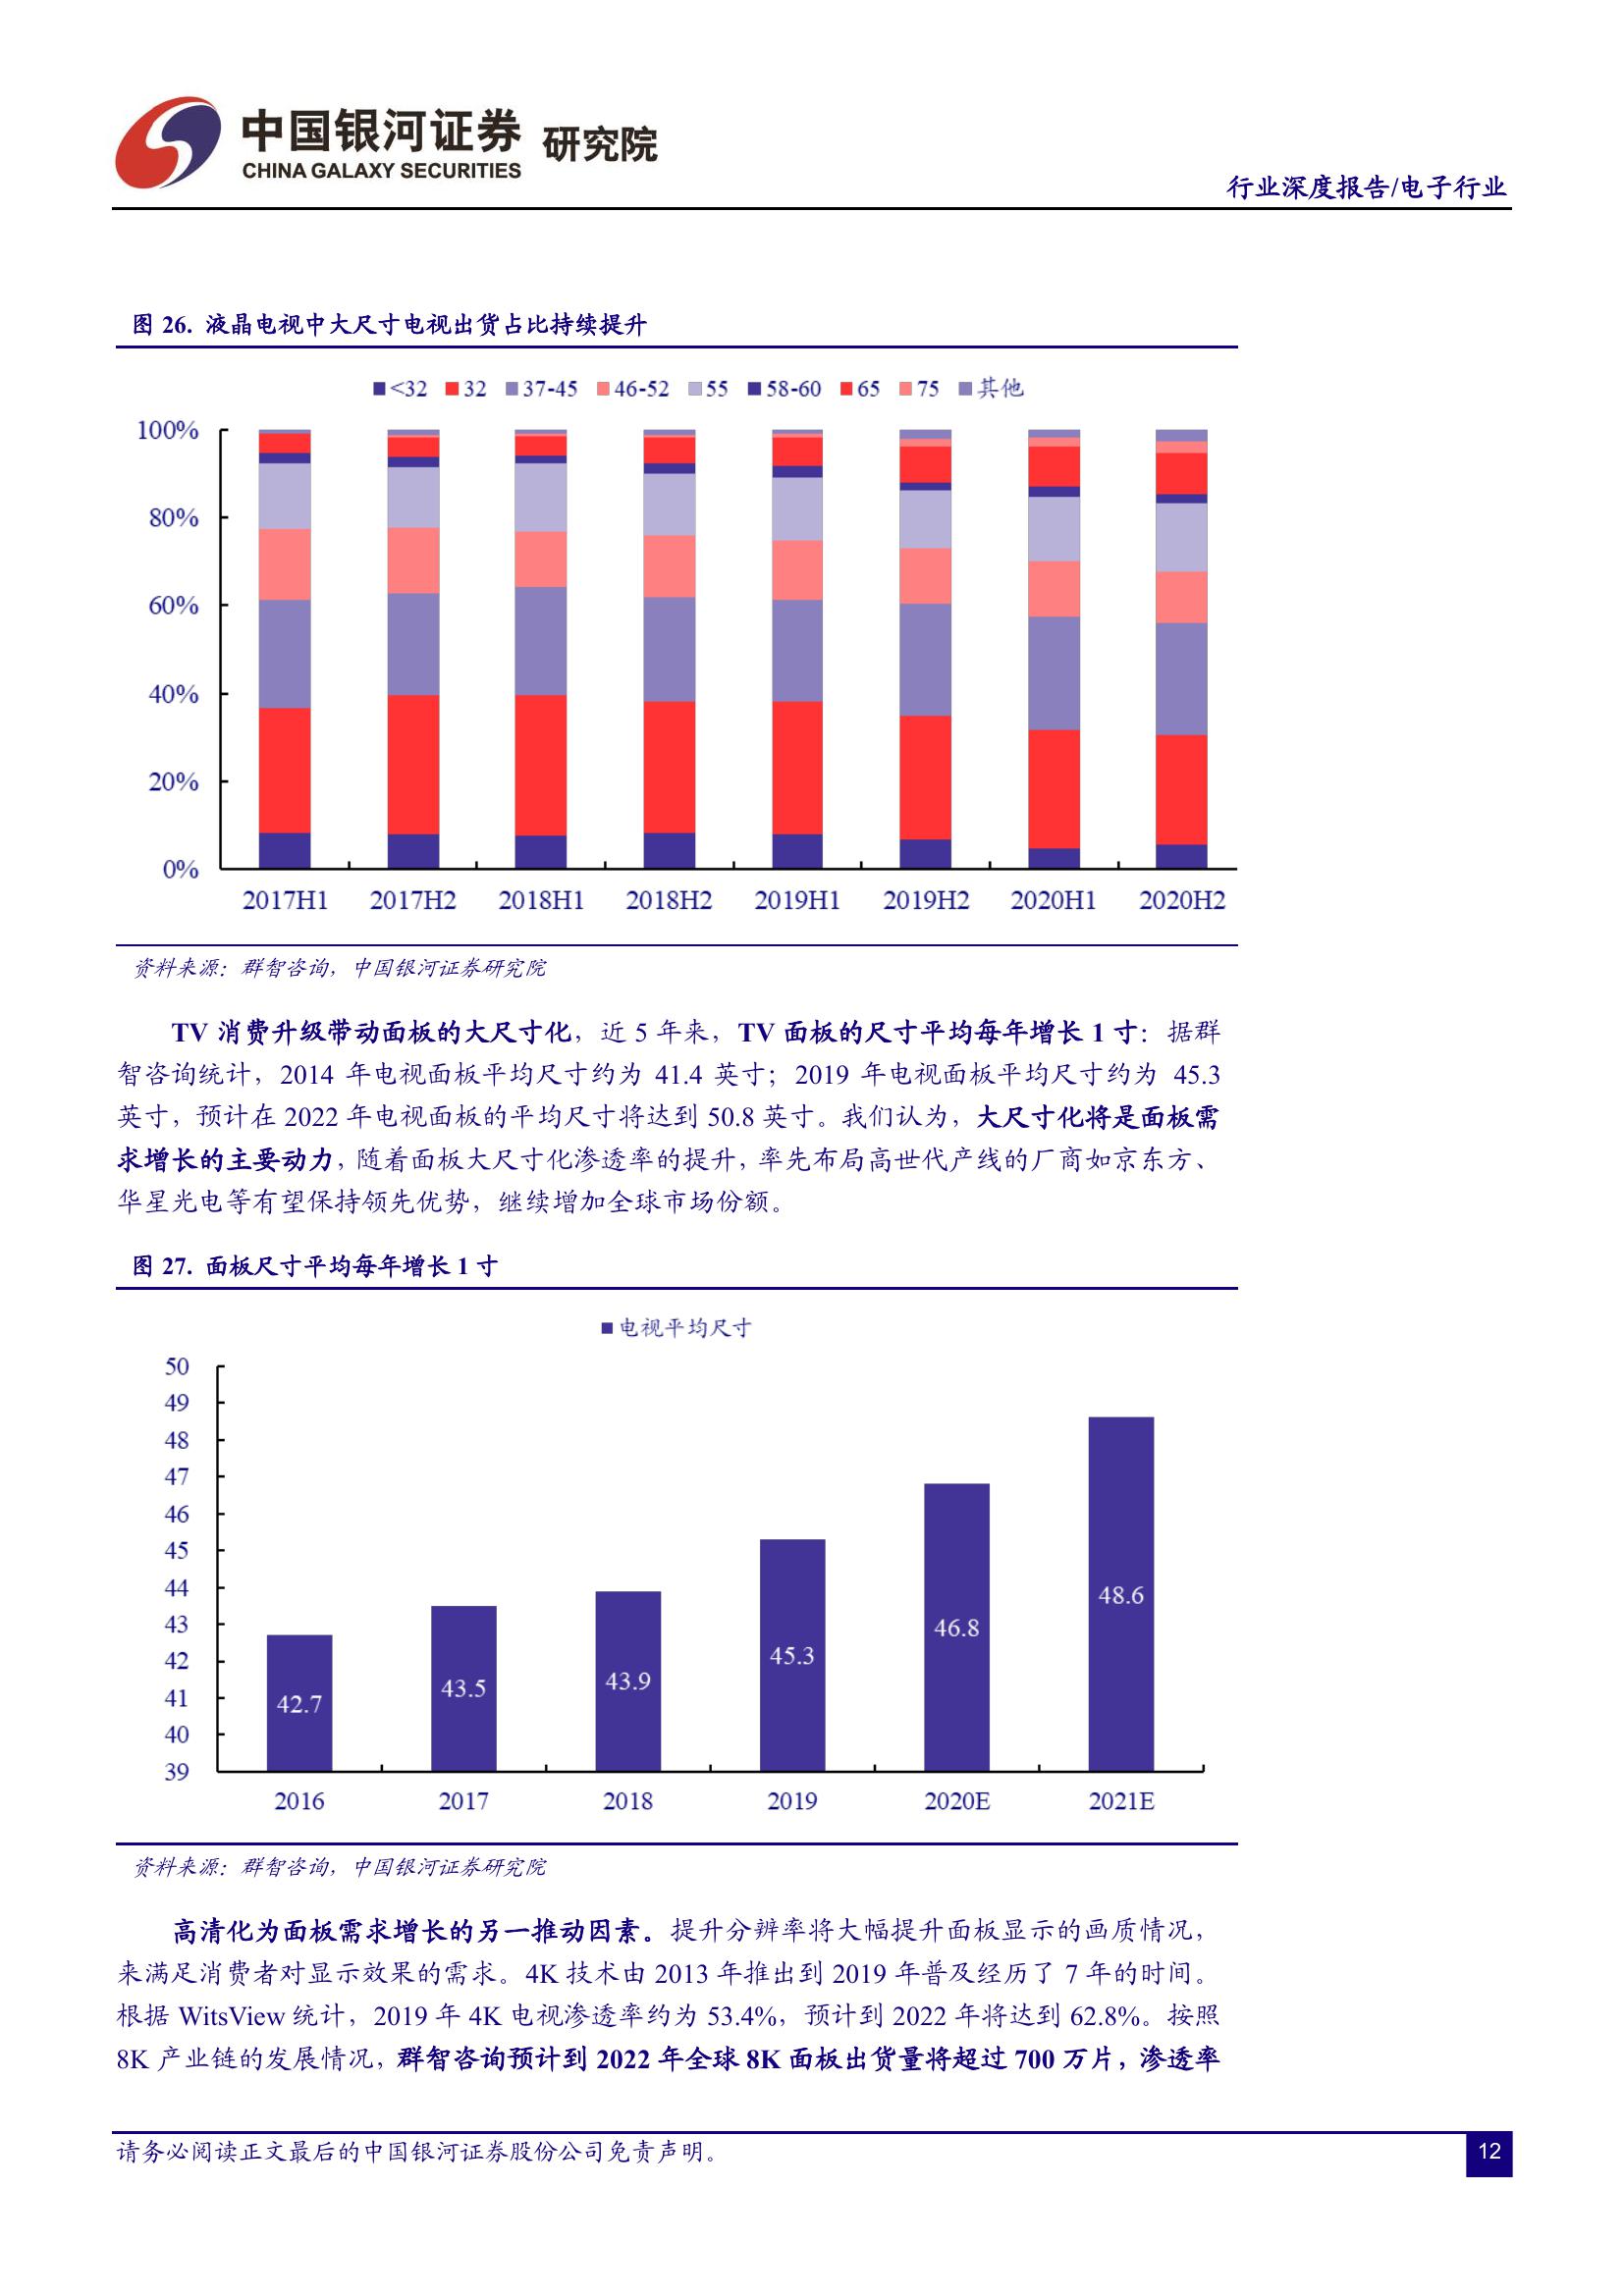 中国银河证券 研究院
CHINA GALAXY SECURITIES
行业深度报告/电子行业
图 26. 液晶电视中大尺寸电视出货占比持续提升
<32 32 37-45 46-52 55 58-60 65 75 其他
100%
80%
60%
40%
20%
0%
2017H1 2017H2 2018H1 2018H2 2019H1 2019H2 2020H1 2020H2
资料来源：群智咨询，中国银河证券研究院
TV 消费升级带动面板的大尺寸化，近 5 年来，TV 面板的尺寸平均每年增长 1 寸：据群
智咨询统计，2014 年电视面板平均尺寸约为 41.4 英寸；2019 年电视面板平均尺寸约为 45.3
英寸，预计在 2022 年电视面板的平均尺寸将达到 50.8 英寸。我们认为，大尺寸化将是面板需
求增长的主要动力，随着面板大尺寸化渗透率的提升，率先布局高世代产线的厂商如京东方、
华星光电等有望保持领先优势，继续增加全球市场份额。
图 27. 面板尺寸平均每年增长 1 寸
电视平均尺寸
50
49
48
47
46
45
44
43
42
41
40
39
42.7 43.5 43.9 45.3 46.8 48.6
2016 2017 2018 2019 2020E 2021E
资料来源：群智咨询，中国银河证券研究院
高清化为面板需求增长的另一推动因素。提升分辨率将大幅提升面板显示的画质情况，
来满足消费者对显示效果的需求。4K 技术由 2013 年推出到 2019 年普及经历了 7 年的时间。
根据 WitsView 统计，2019 年 4K 电视渗透率约为 53.4%，预计到 2022 年将达到 62.8%。按照
8K 产业链的发展情况，群智咨询预计到 2022 年全球 8K 面板出货量将超过 700 万片，渗透率
请务必阅读正文最后的中国银河证券股份公司免责声明。
12